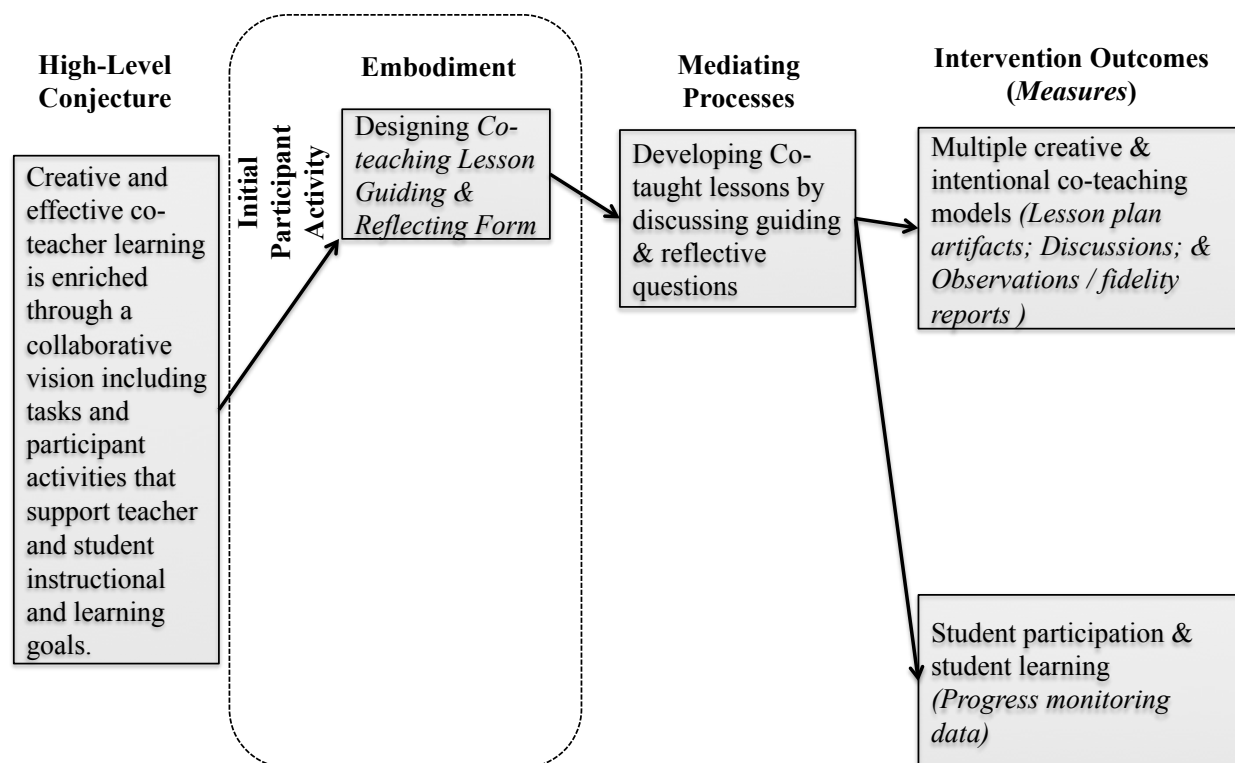 High-Level
Conjecture
Creative and
effective co-
teacher learning
is enriched
through a
collaborative
vision including
tasks and
participant
activities that
support teacher
and student
instructional
and learning
goals.
Initial
Participant
Activity
Embodiment
Designing Co-
teaching Lesson
Guiding &
Reflecting Form
Mediating
Processes
Developing Co-
taught lessons by
discussing guiding
& reflective
questions
Intervention Outcomes
(Measures)
Multiple creative &
intentional co-teaching
models (Lesson plan
artifacts; Discussions; &
Observations / fidelity
reports )
Student participation &
student learning
(Progress monitoring
data)